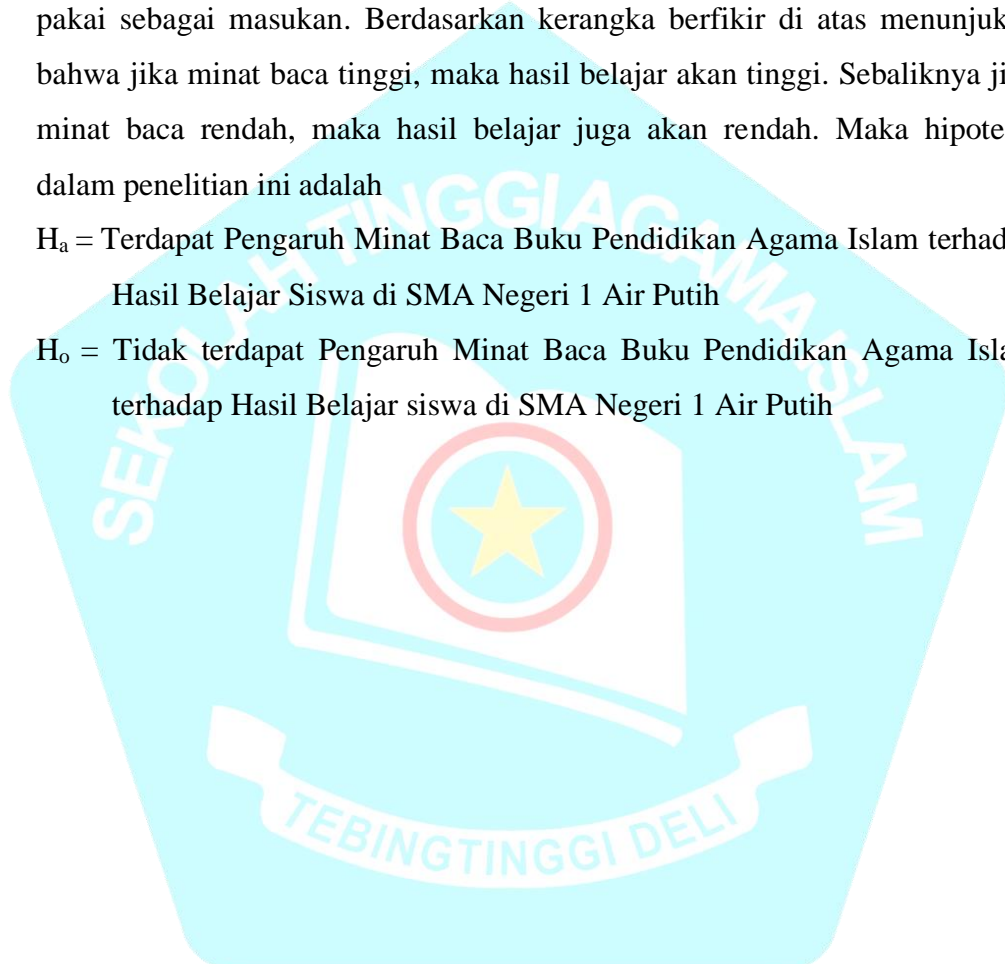 pakai sebagai masukan. Berdasarkan kerangka berfikir di atas menunjuk
bahwa jika minat baca tinggi, maka hasil belajar akan tinggi. Sebaliknya ji
minat baca rendah, maka hasil belajar juga akan rendah. Maka hipote
dalam penelitian ini adalah
Ha = Terdapat Pengaruh Minat Baca Buku Pendidikan Agama Islam terhad
Hasil Belajar Siswa di SMA Negeri 1 Air Putih
Ho = Tidak terdapat Pengaruh Minat Baca Buku Pendidikan Agama Isla
terhadap Hasil Belajar siswa di SMA Negeri 1 Air Putih
SEKOLAH TINGGI AGAMA ISLAM
TEBINGTINGGI DELI